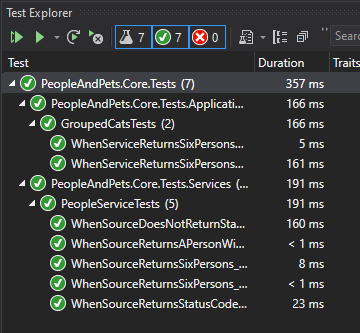 Test Explorer
7 7 0 Sear
Test Duration Traits
PeopleAndPets.Core.Tests (7) 357 ms
PeopleAndPets.Core.Tests.Applicati... 166 ms
GroupedCatsTests (2) 166 ms
WhenServiceReturnsSixPersons... 5 ms
WhenServiceReturnsSixPersons... 161 ms
PeopleAndPets.Core.Tests.Services (... 191 ms
PeopleServiceTests (5) 191 ms
WhenSourceDoesNotReturnSta... 160 ms
WhenSourceReturnsAPersonWi... < 1 ms
WhenSourceReturnsSixPersons_... 8 ms
WhenSourceReturnsSixPersons_... < 1 ms
WhenSourceReturnsStatusCode... 23 ms